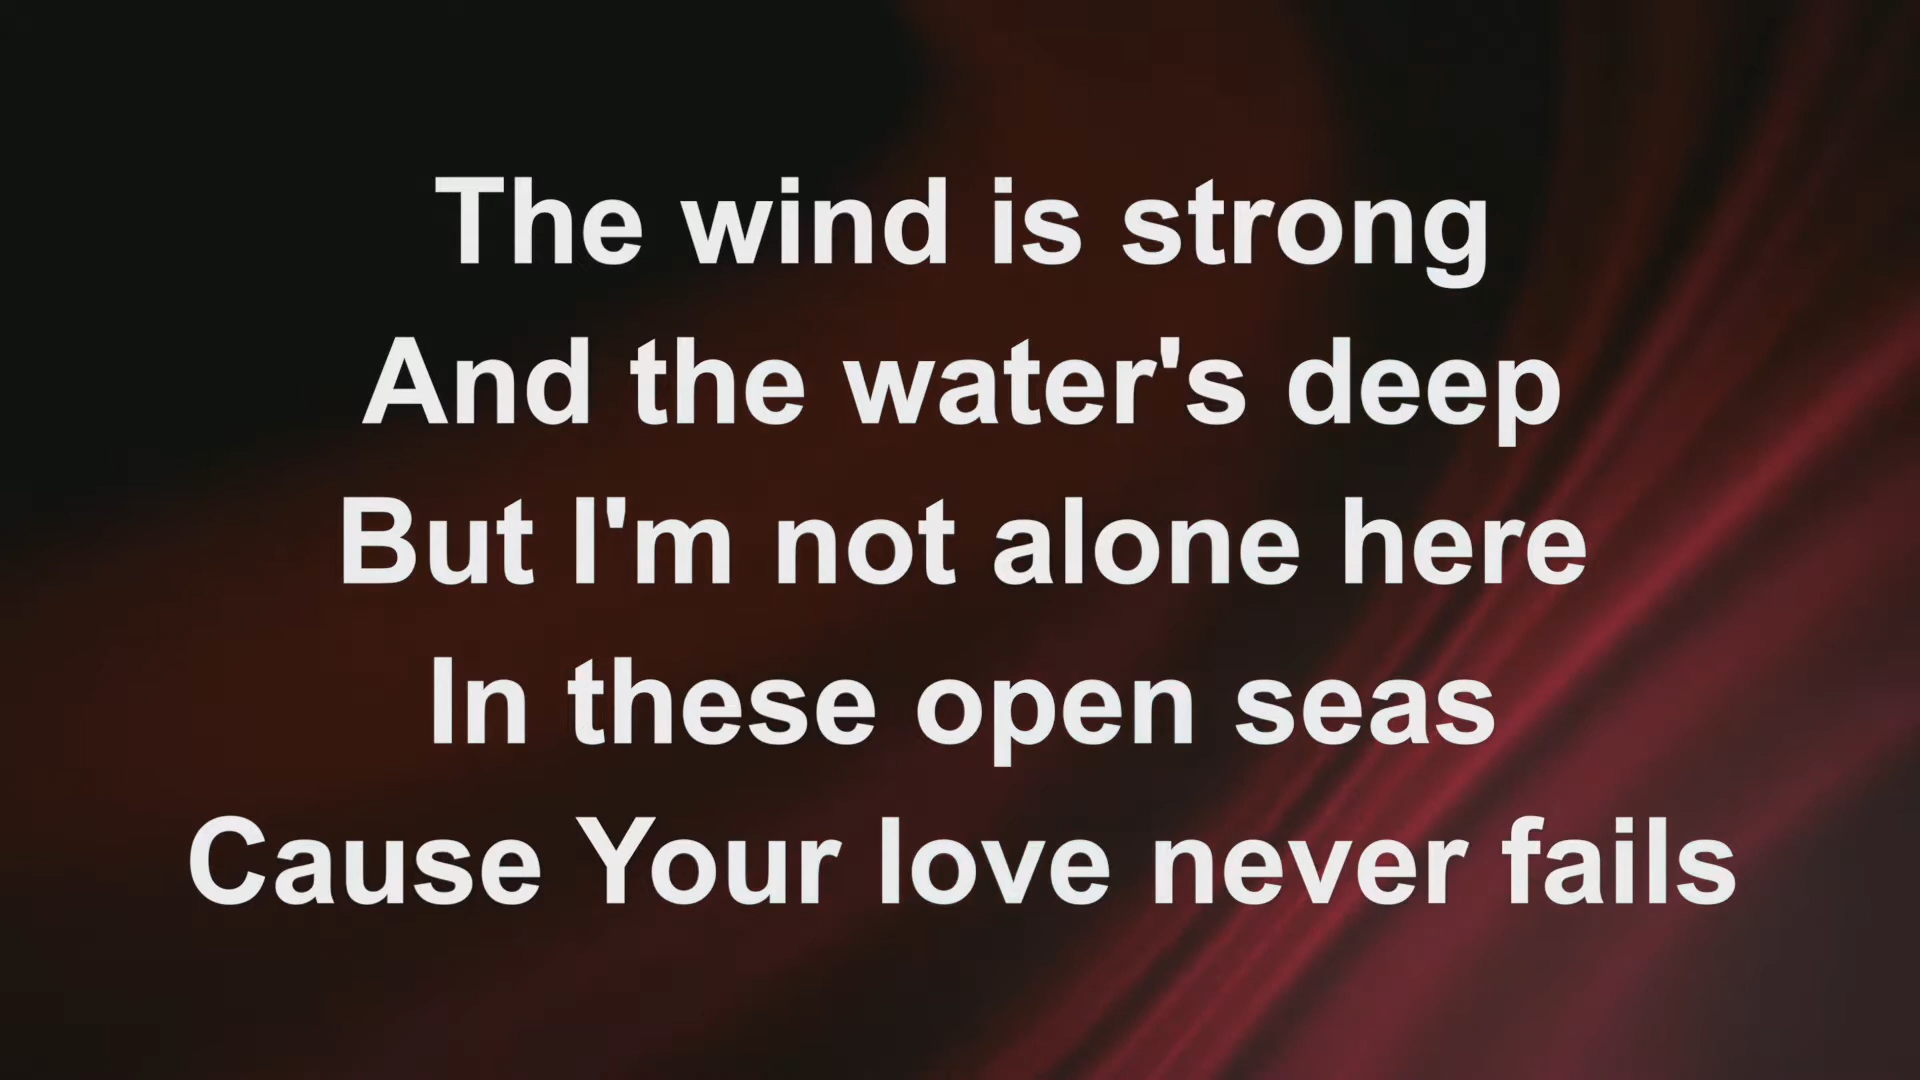 The wind is strong
And the water's deep
But I'm not alone here
In these open seas
Cause Your love never fails